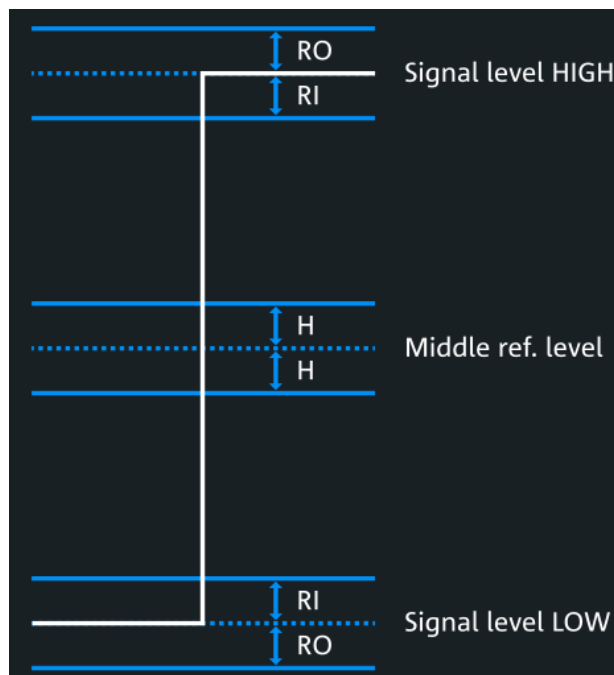 RO
Signal level HIGH
RI
H
Middle ref. level
H
RI
Signal level LOW
RO